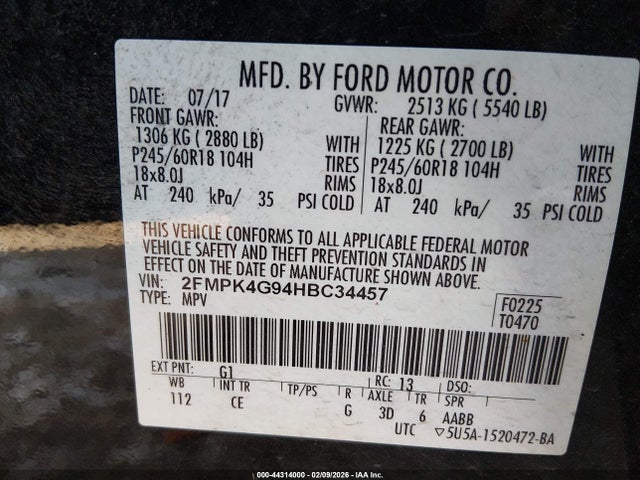 MFD. BY FORD MOTOR CO.
DATE: 07/17 GVWR: 2513 KG ( 5540 LB)
FRONT GAWR: REAR GAWR:
1306 KG ( 2880 LB) WITH 1225 KG ( 2700 LB) WITH
P245/60R18 104H TIRES P245/60R18 104H TIRES
18x8.0J RIMS 18x8.0J RIMS
AT 240 kPa/ 35 PSI COLD AT 240 kPa/ 35 PSI COLD
THIS VEHICLE CONFORMS TO ALL APPLICABLE FEDERAL MOTOR
VEHICLE SAFETY AND THEFT PREVENTION STANDARDS IN
EFFECT ON THE DATE OF MANUFACTURE SHOWN ABOVE.
VIN: 2FMPK4G94HBC34457 F0225
TYPE: MPV T0470
EXT PNT: G1 RC: 13 DSO:
WB INT TR TP/PS R AXLE TR SPR
112 CE G 3D 6 AABB
UTC ▽5U5A-1520472-BA
000-44314000 - 02/09/2026 - IAAI.com